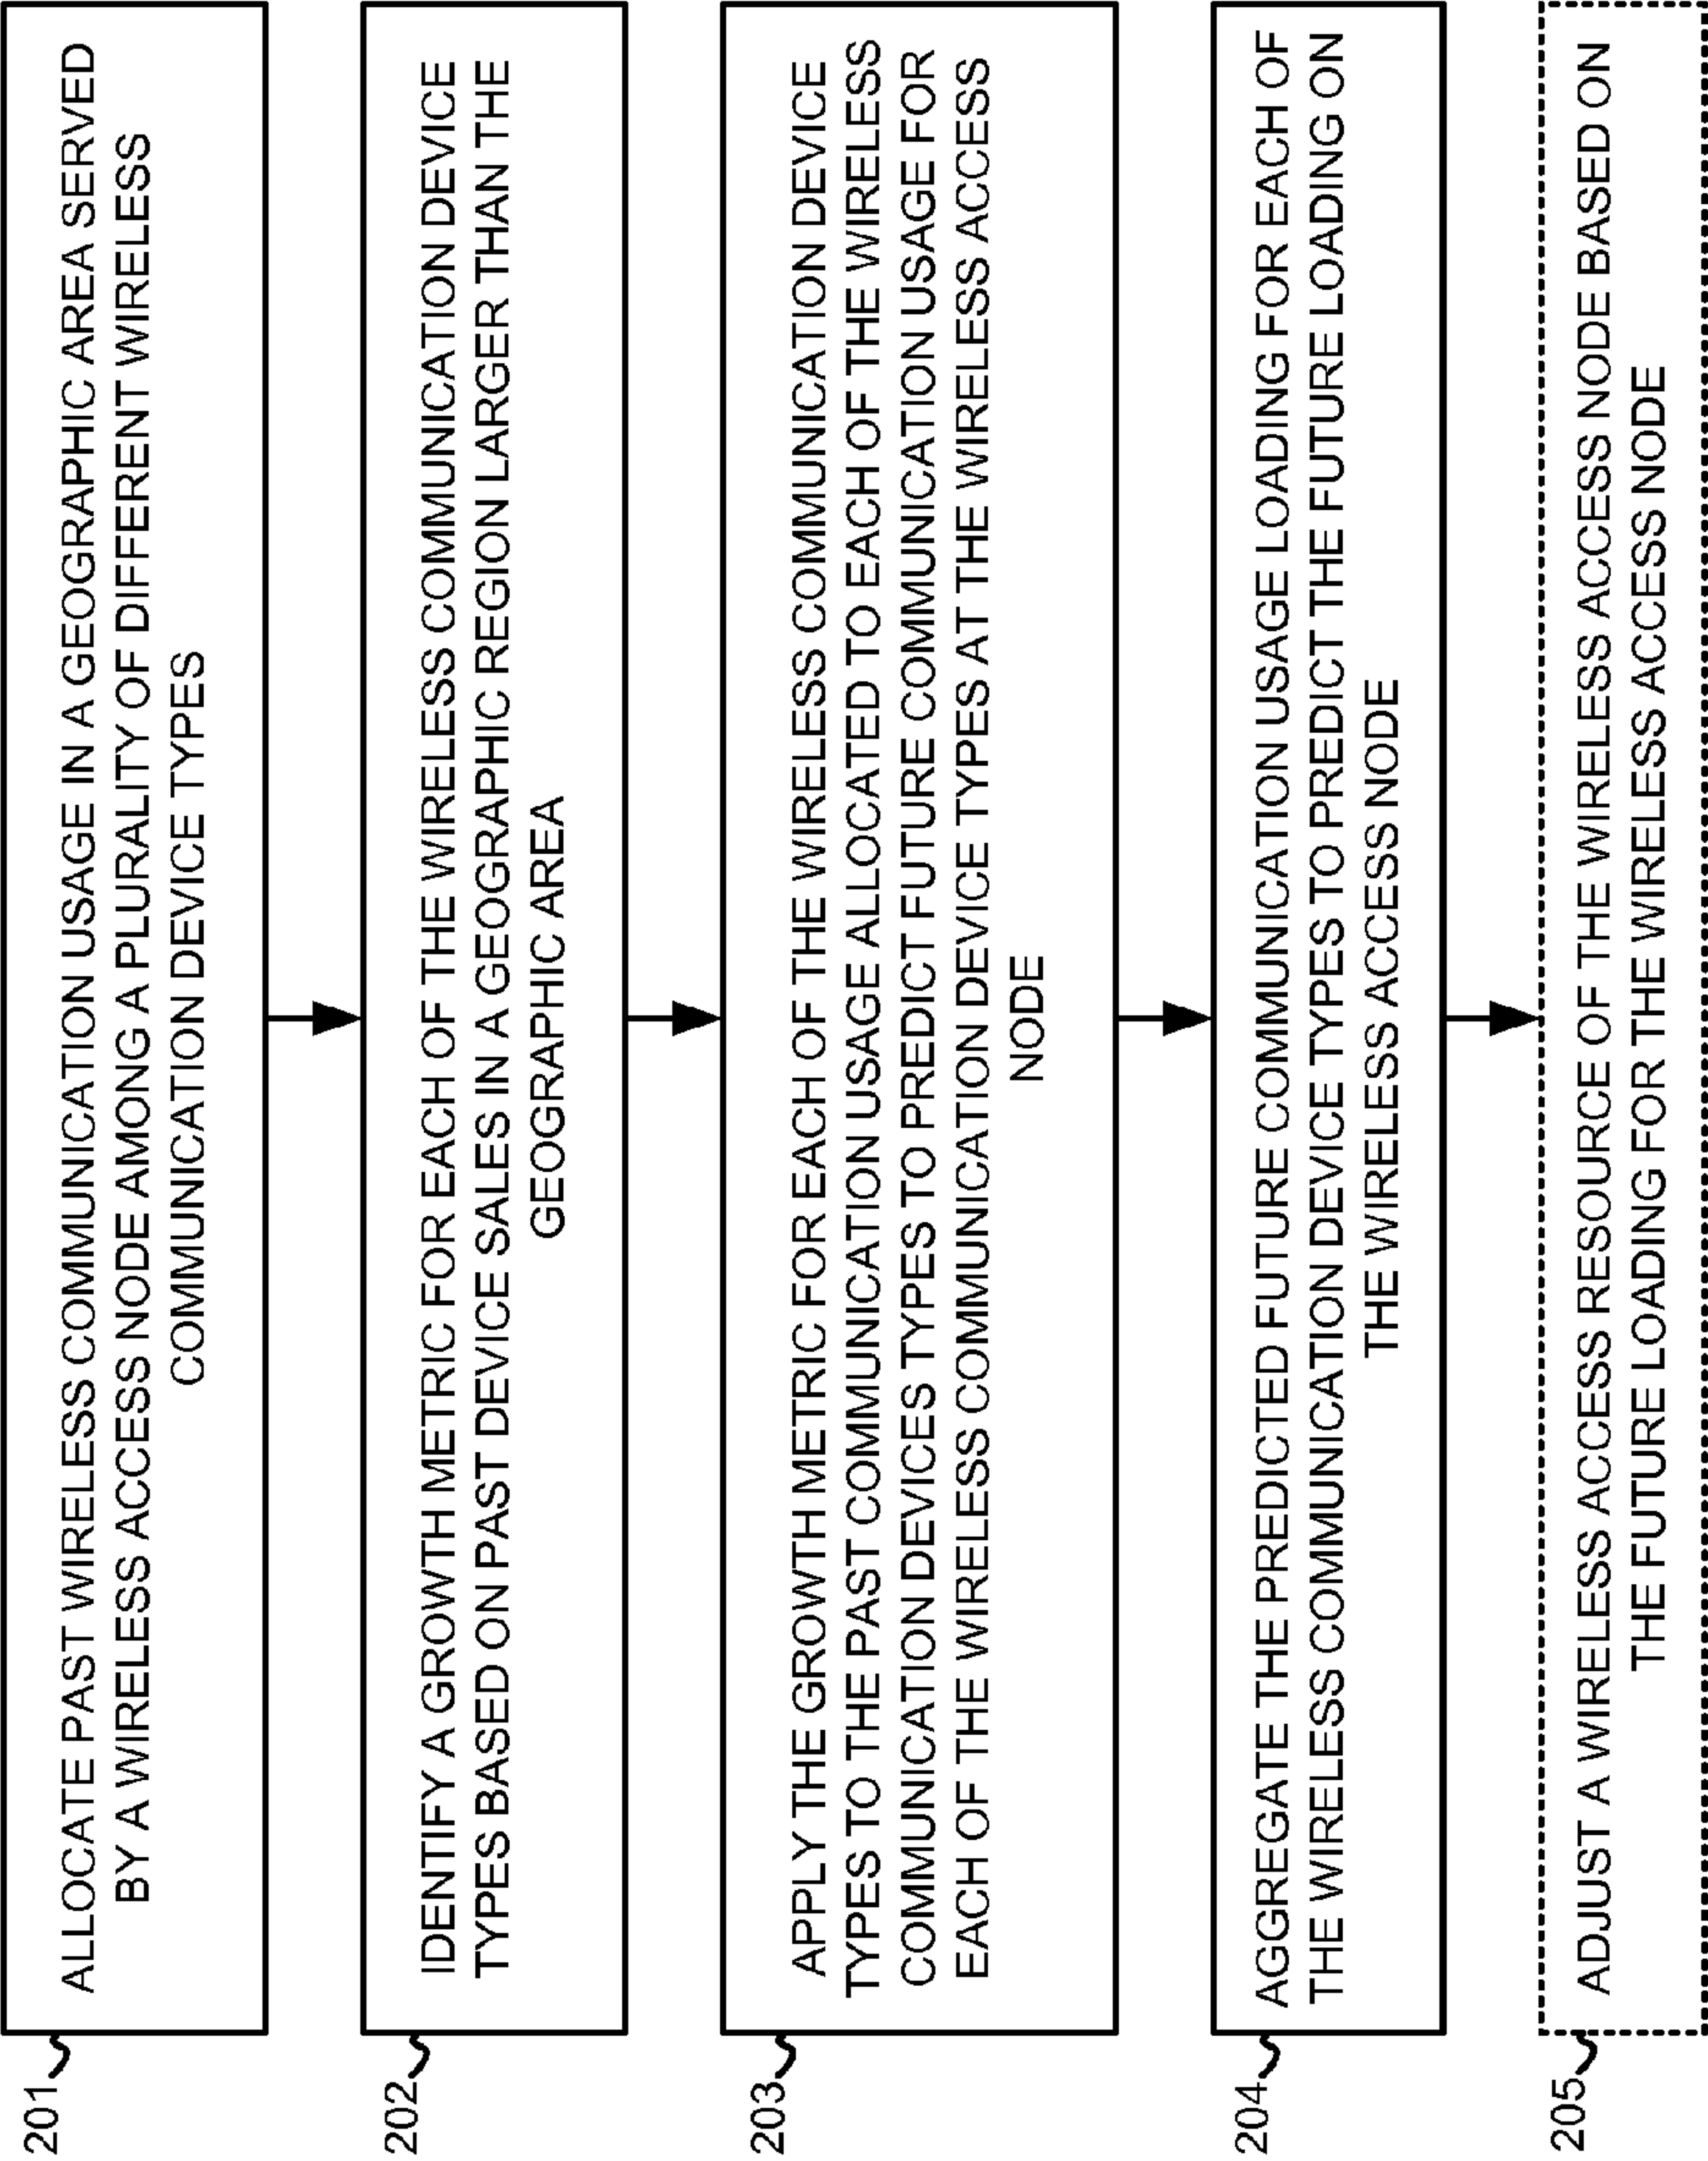 201
ALLOCATE PAST WIRELESS COMMUNICATION USAGE IN A GEOGRAPHIC AREA SERVED
BY A WIRELESS ACCESS NODE AMONG A PLURALITY OF DIFFERENT WIRELESS
COMMUNICATION DEVICE TYPES
202
IDENTIFY A GROWTH METRIC FOR EACH OF THE WIRELESS COMMUNICATION DEVICE
TYPES BASED ON PAST DEVICE SALES IN A GEOGRAPHIC REGION LARGER THAN THE
GEOGRAPHIC AREA
203
APPLY THE GROWTH METRIC FOR EACH OF THE WIRELESS COMMUNICATION DEVICE
TYPES TO THE PAST COMMUNICATION USAGE ALLOCATED TO EACH OF THE WIRELESS
COMMUNICATION DEVICES TYPES TO PREDICT FUTURE COMMUNICATION USAGE FOR
EACH OF THE WIRELESS COMMUNICATION DEVICE TYPES AT THE WIRELESS ACCESS
NODE
204
AGGREGATE THE PREDICTED FUTURE COMMUNICATION USAGE LOADING FOR EACH OF
THE WIRELESS COMMUNICATION DEVICE TYPES TO PREDICT THE FUTURE LOADING ON
THE WIRELESS ACCESS NODE
205
ADJUST A WIRELESS ACCESS RESOURCE OF THE WIRELESS ACCESS NODE BASED ON
THE FUTURE LOADING FOR THE WIRELESS ACCESS NODE